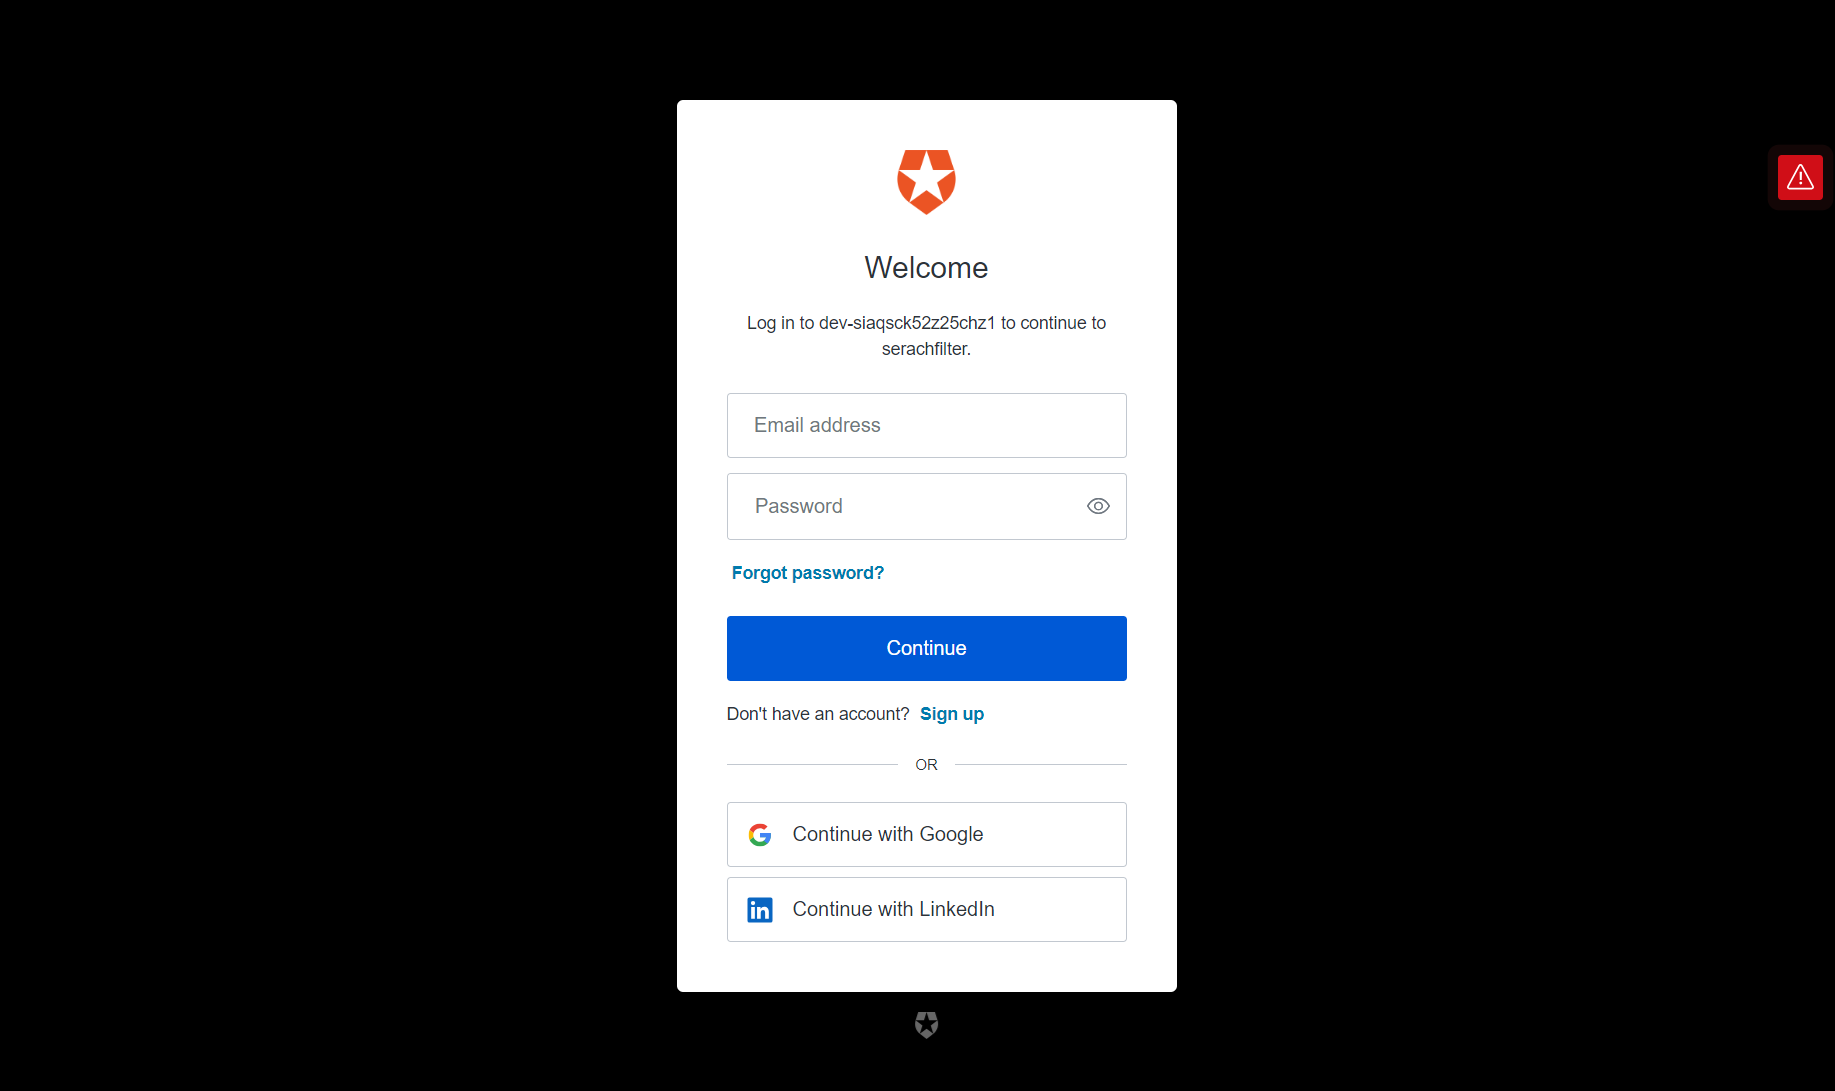 Welcome
Log in to dev-siaqsck52z25chz1 to continue to
serachfilter.
Email address
Password
Forgot password?
Continue
Don't have an account? Sign up
OR
Continue with Google
Continue with LinkedIn